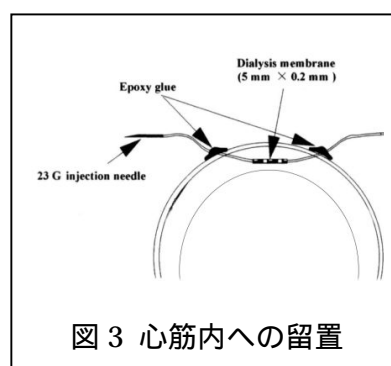 Dialysis membrane
(5 mm × 0.2 mm )
Epoxy glue
23 G injection needle
図 3 心筋内への留置